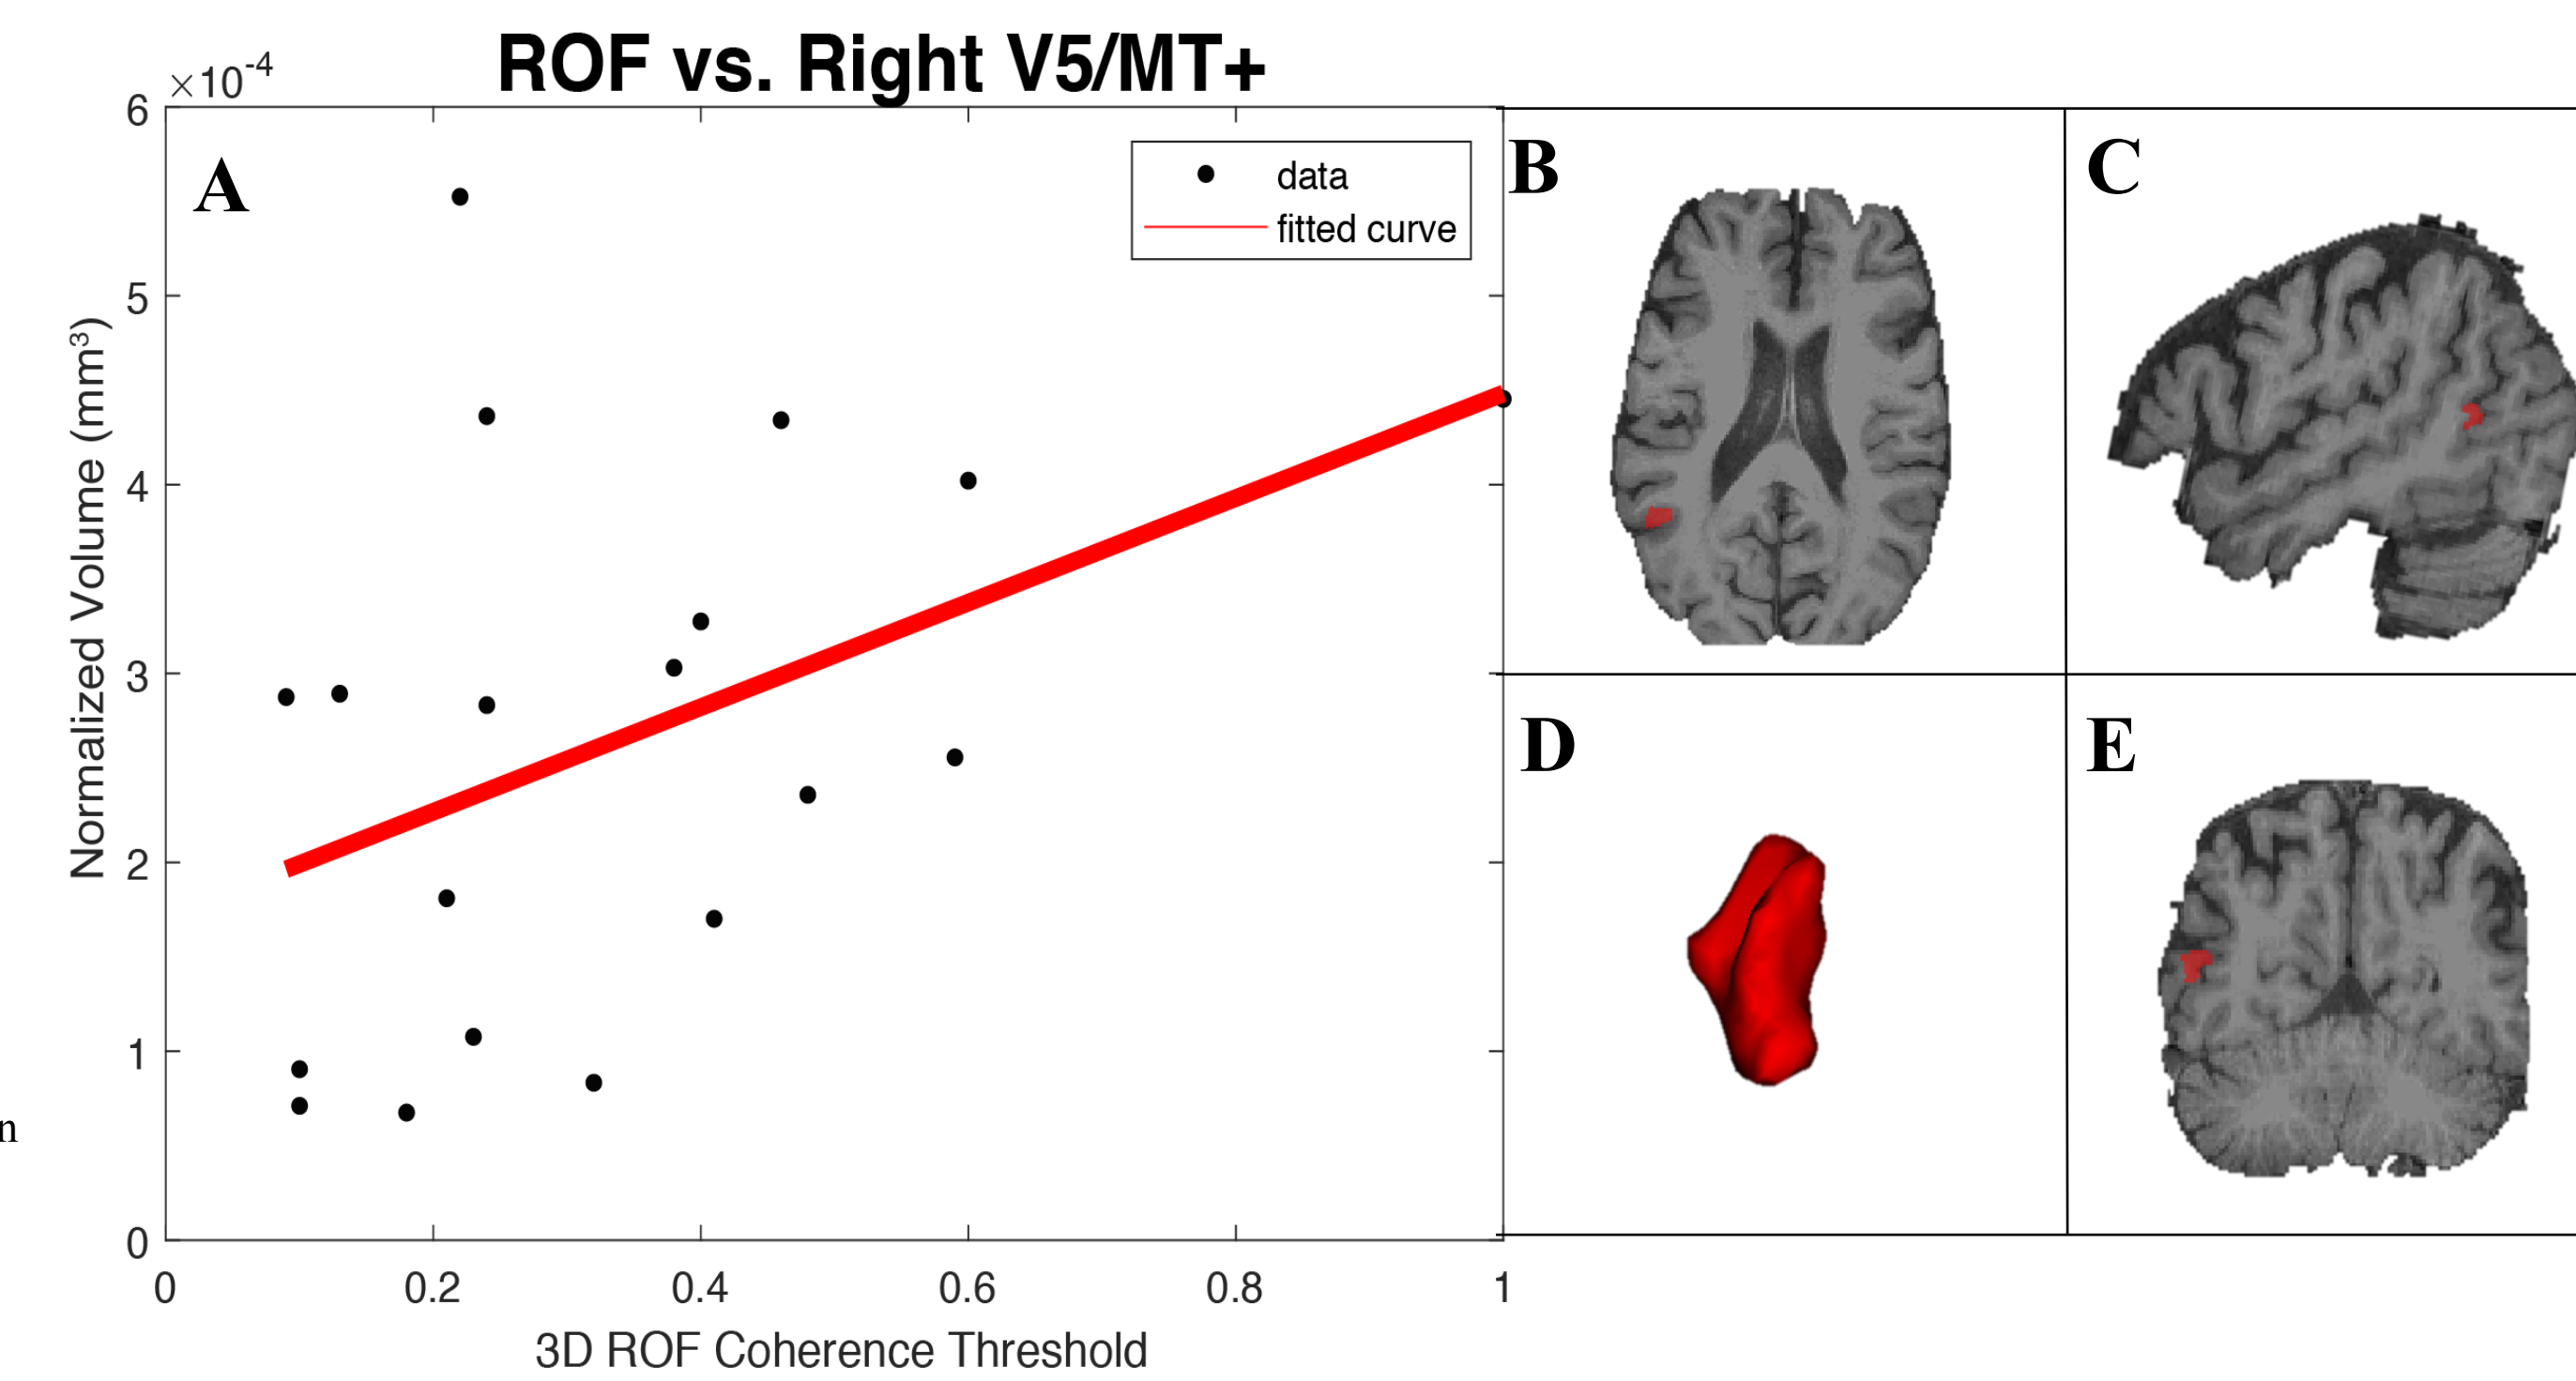 ROF vs. Right V5/MT+
×10-4
A
data
fitted curve
6
5
4
3
2
1
0
Normalized Volume (mm³)
0 0.2 0.4 0.6 0.8 1
3D ROF Coherence Threshold
B
C
D
E
n